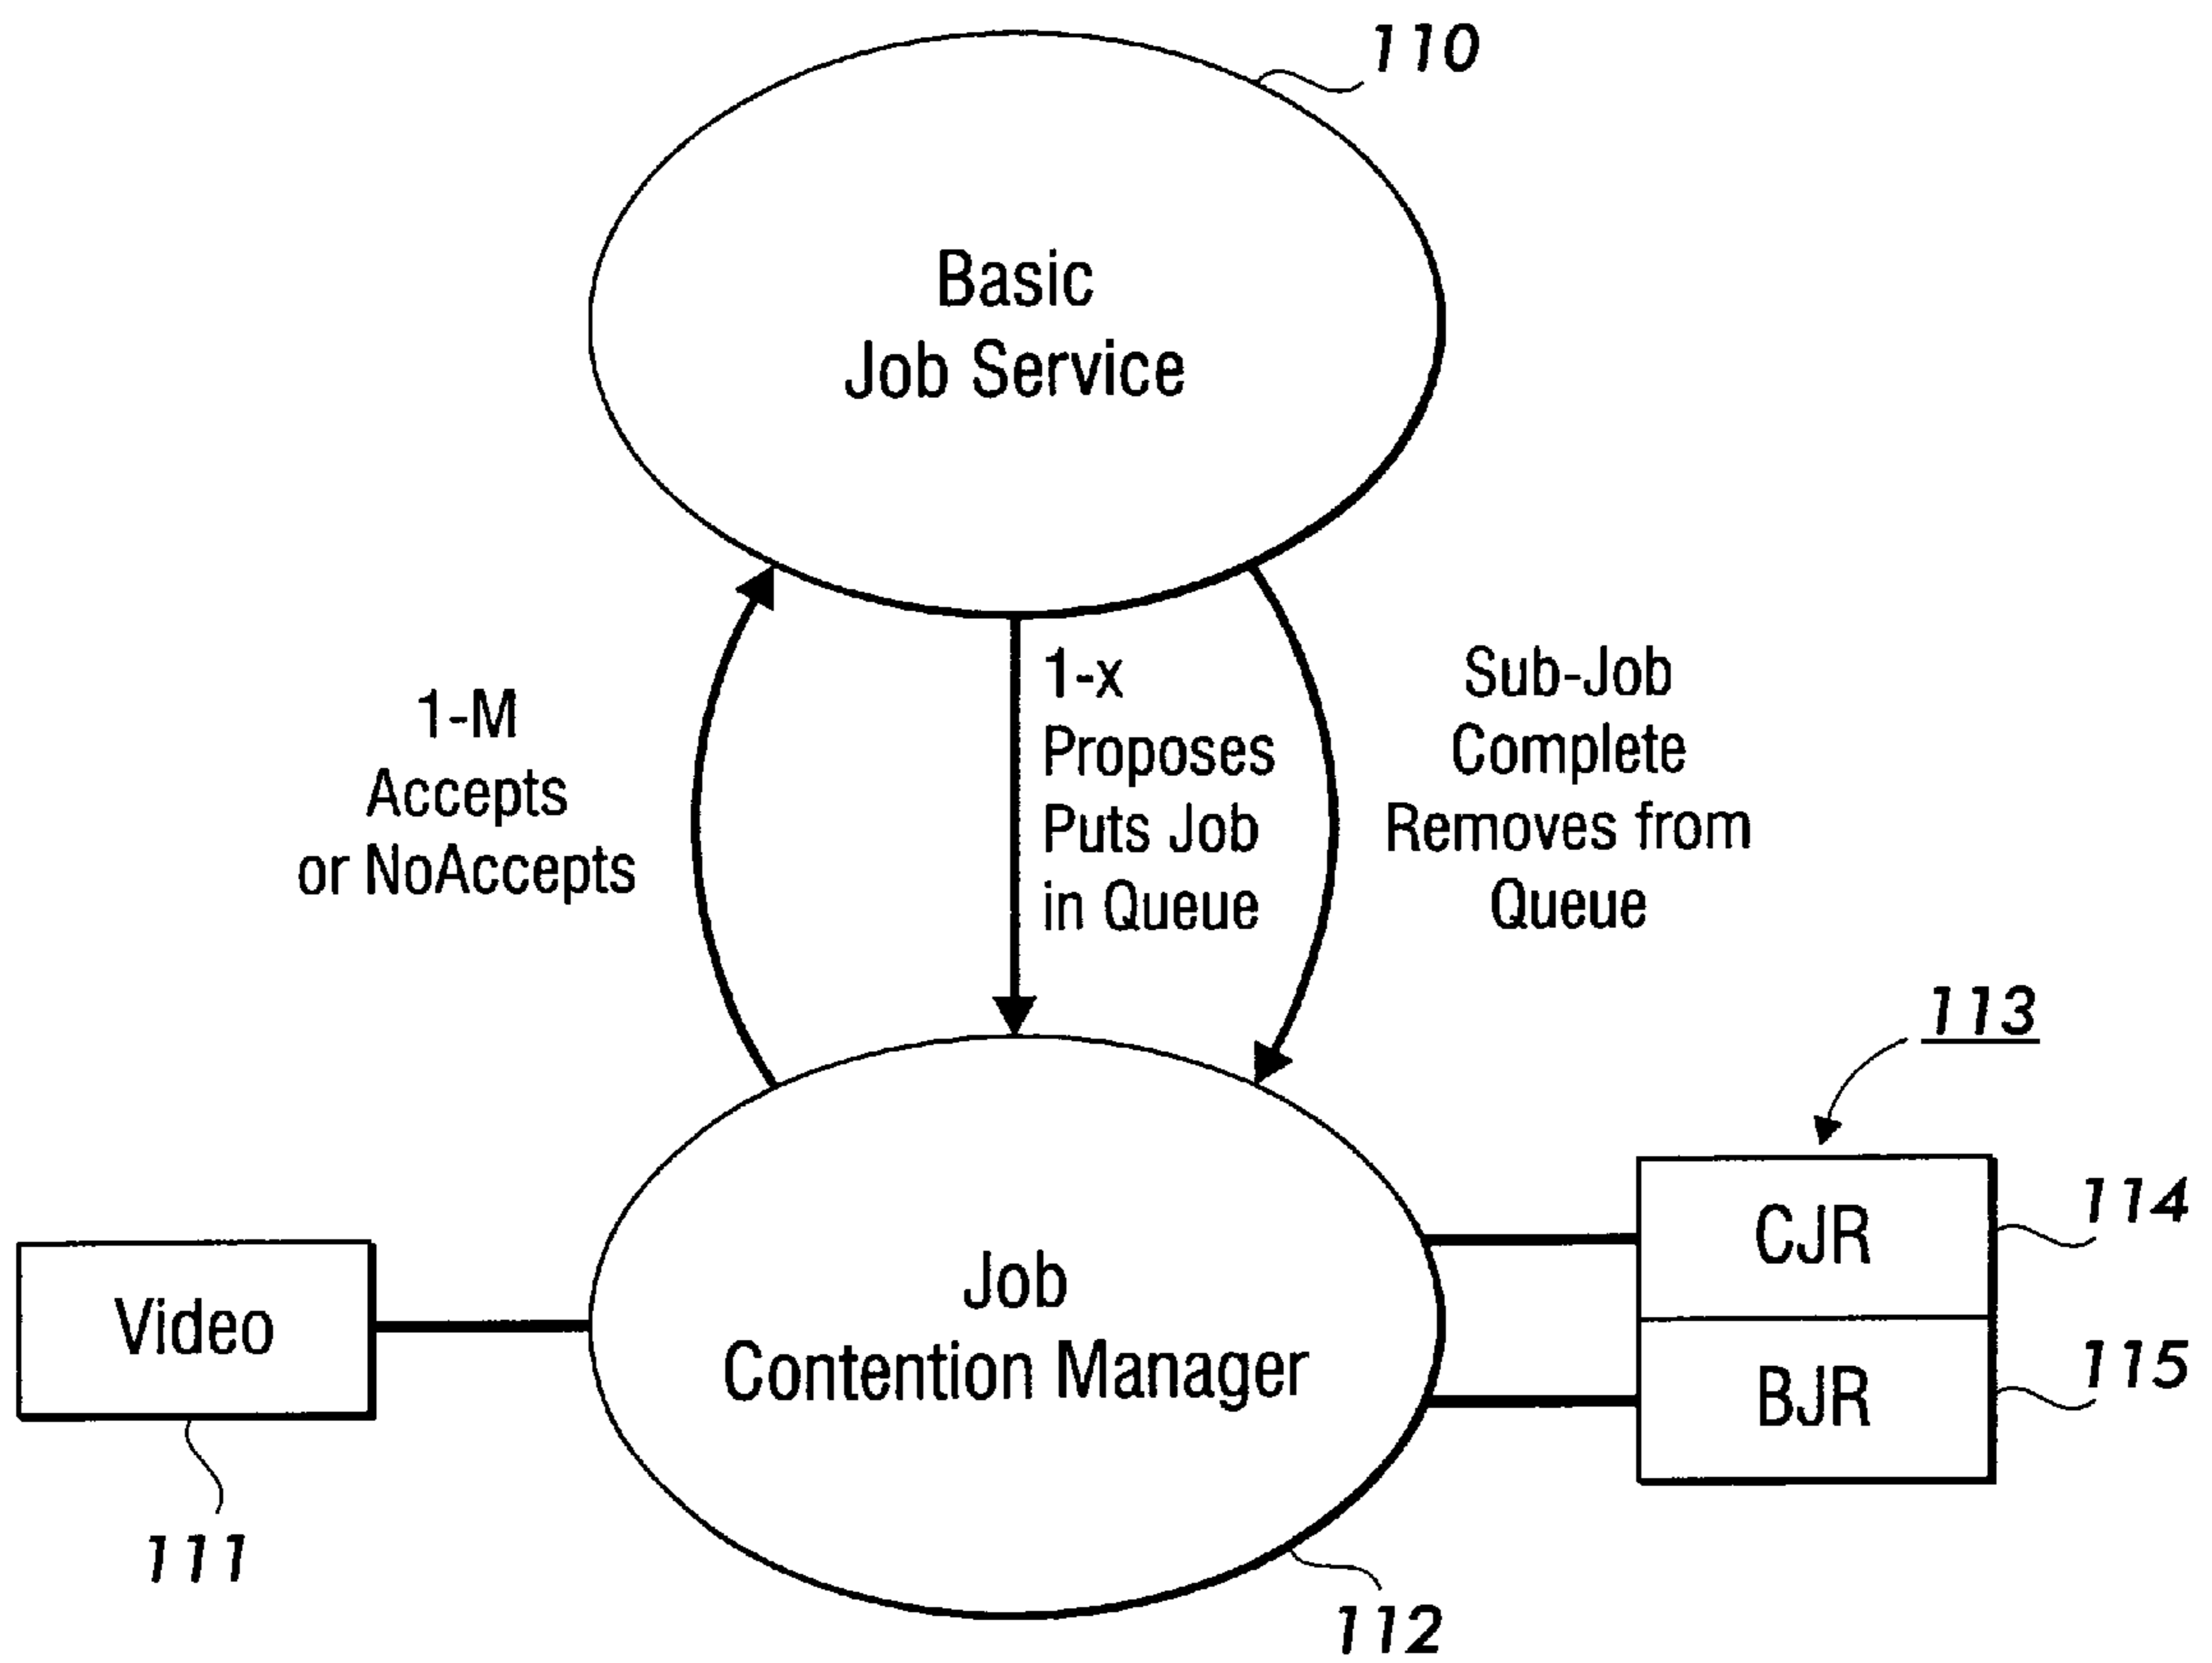 110
Basic
Job Service
1-M
Accepts
or NoAccepts
1-x
Proposes
Puts Job
in Queue
Sub-Job
Complete
Removes from
Queue
113
CJR
114
BJR
115
Video
111
Job
Contention Manager
112